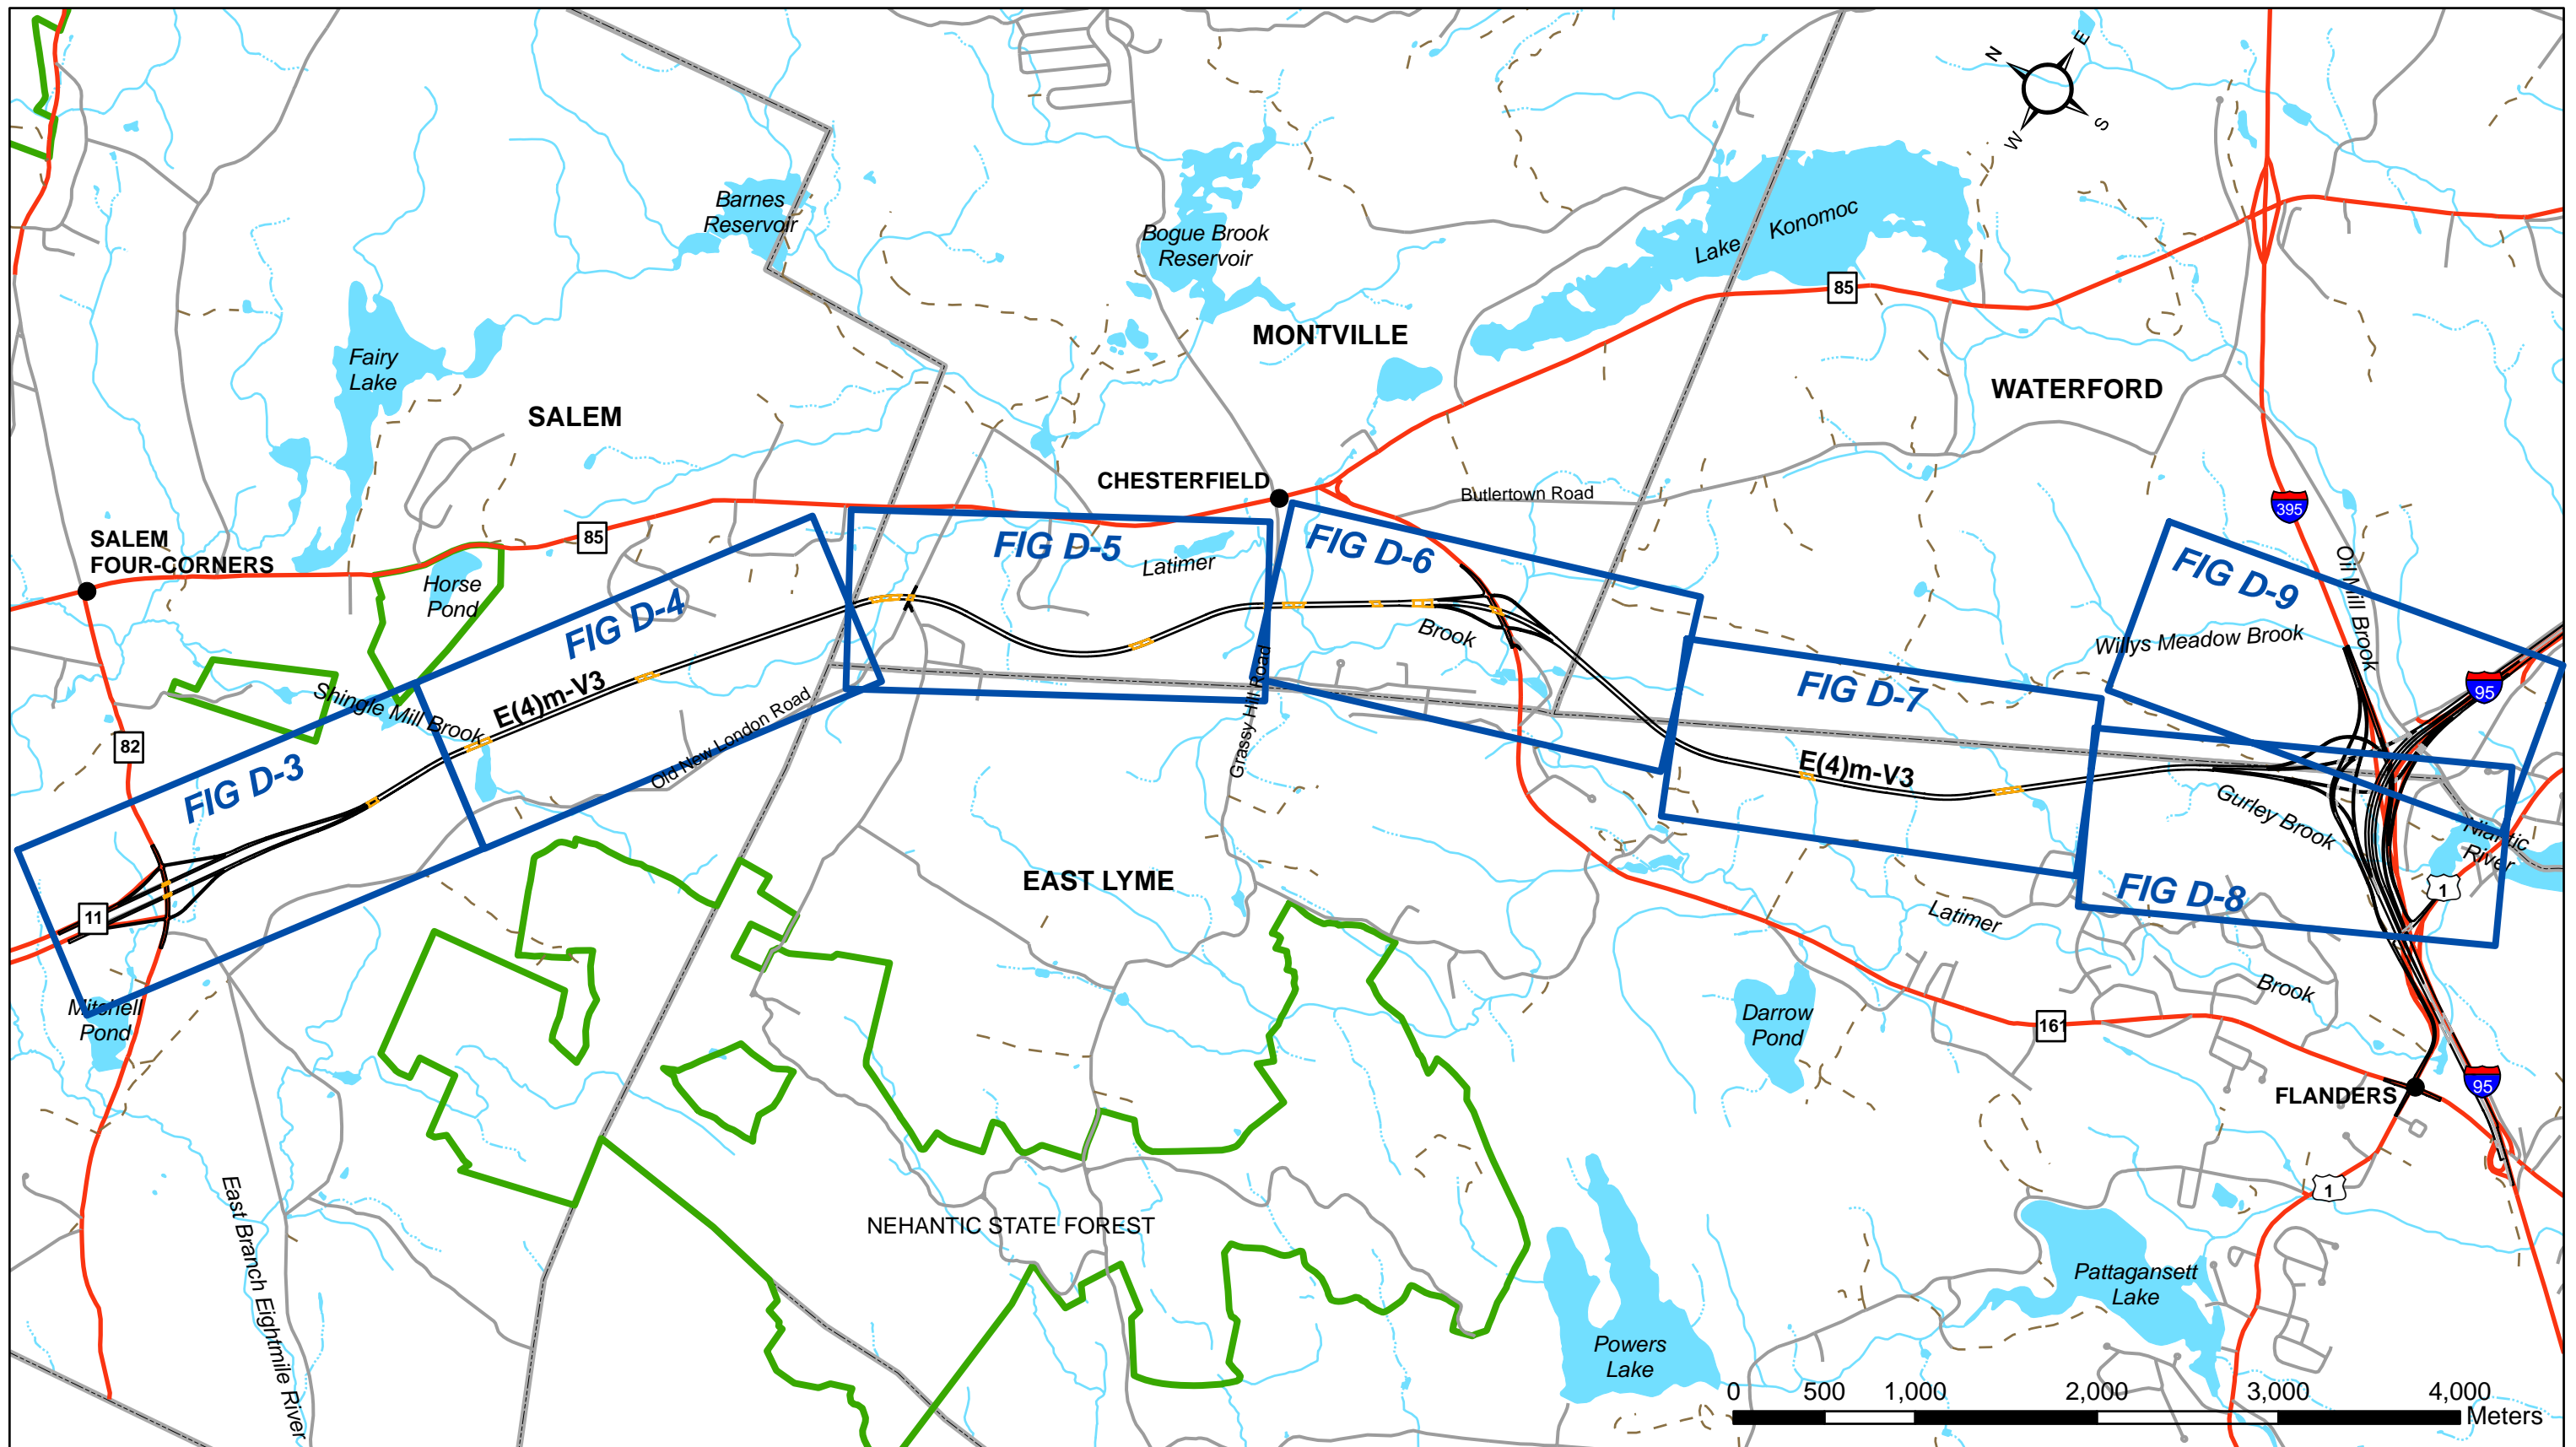 N
E
W
S
Barnes
Reservoir
Bogue Brook
Reservoir
Lake Konomoc
85
MONTVILLE
Fairy
Lake
WATERFORD
SALEM
CHESTERFIELD
Butlertown Road
395
SALEM
FOUR-CORNERS
85
Horse
Pond
FIG D-5
Latimer
FIG D-6
Brook
FIG D-9
Oil Mill Brook
Willys Meadow Brook
FIG D-4
E(4)m-V3
Shingle Mill Brook
Old New London Road
Grassy Hill Road
FIG D-7
95
82
FIG D-3
E(4)m-V3
Gurley Brook
Niantic
River
11
EAST LYME
FIG D-8
1
Latimer
Brook
Mitchell
Pond
Darrow
Pond
161
FLANDERS
95
East Branch Eightmile River
NEHANTIC STATE FOREST
1
Pattagansett
Lake
Powers
Lake
0 500 1,000 2,000 3,000 4,000
Meters